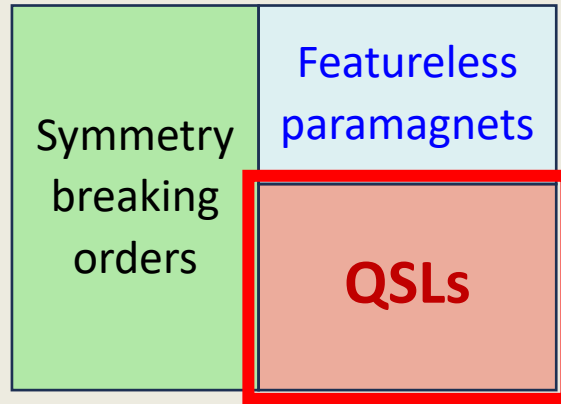 Symmetry
breaking
orders
Featureless
paramagnets
QSLs